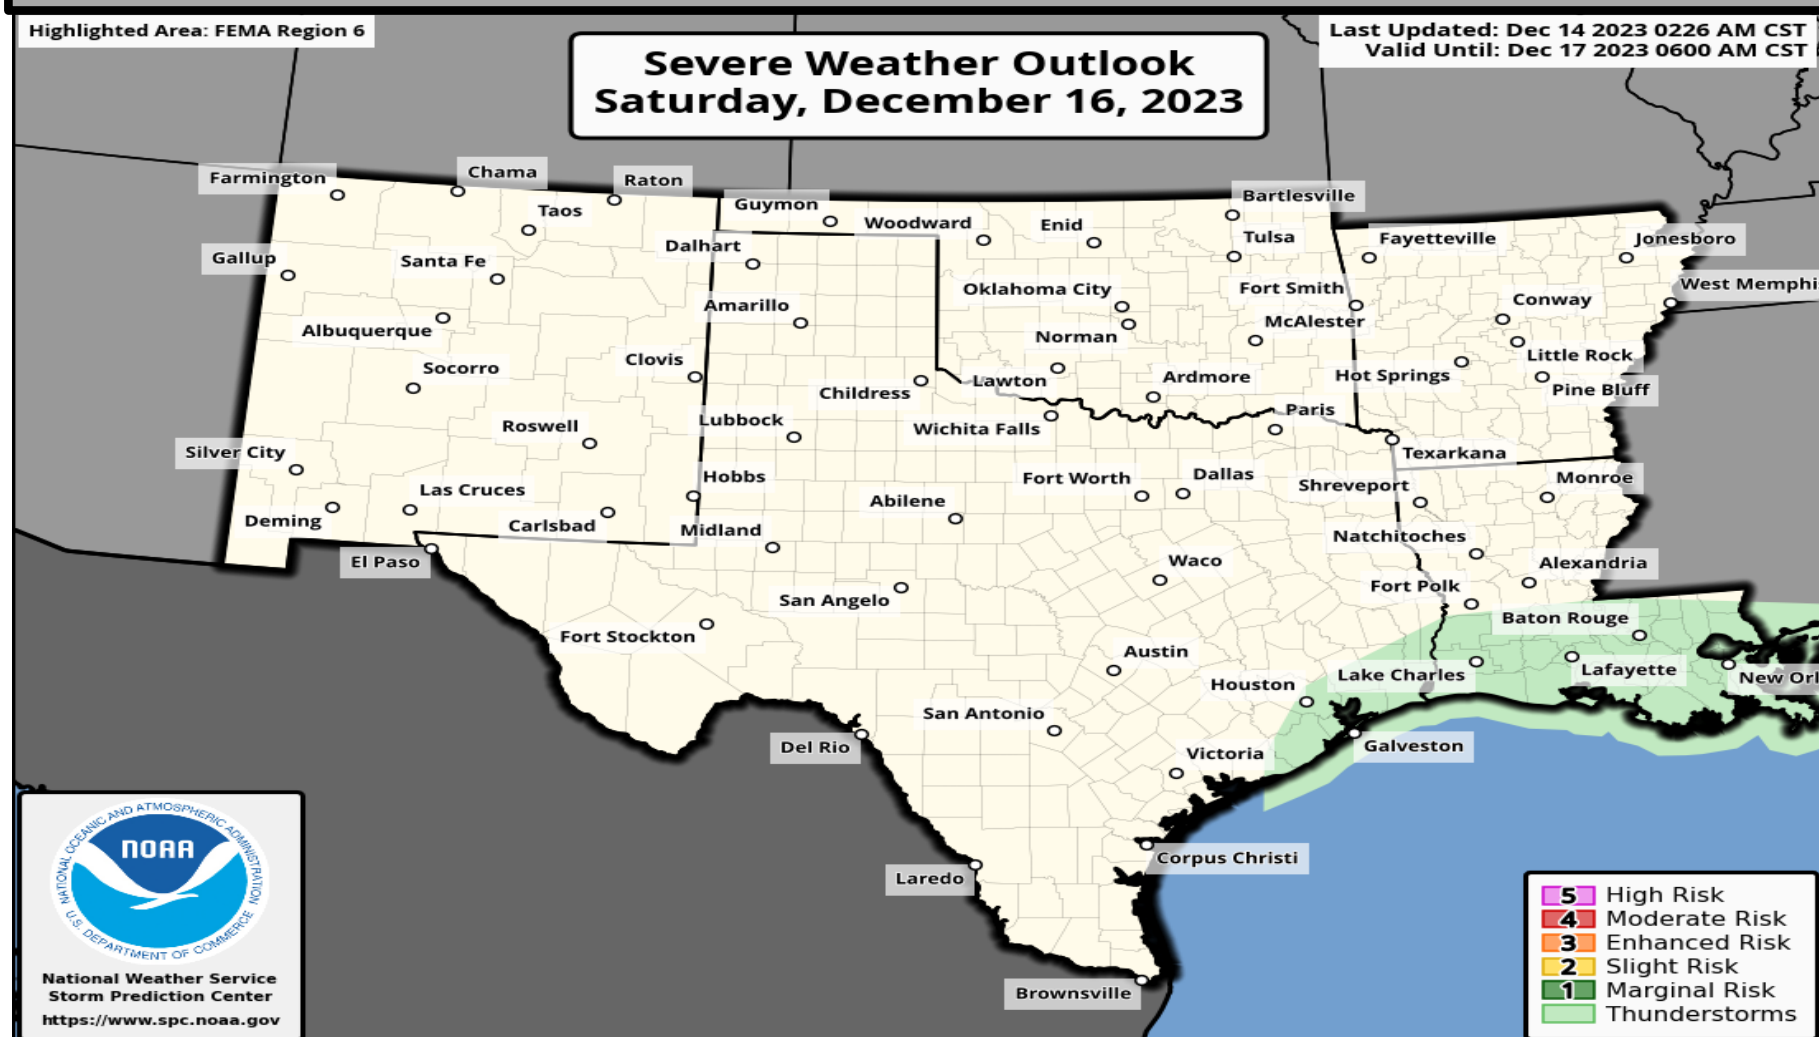 Highlighted Area: FEMA Region 6
Last Updated: Dec 14 2023 0226 AM CST
Valid Until: Dec 17 2023 0600 AM CST
Severe Weather Outlook
Saturday, December 16, 2023
Farmington
Chama
Raton
Taos
Guymon
Woodward
Enid
Bartlesville
Tulsa
Fayetteville
Jonesboro
Gallup
Santa Fe
Dalhart
Oklahoma City
Fort Smith
West Memphi
Conway
Amarillo
Albuquerque
Norman
McAlester
Little Rock
Socorro
Clovis
Childress
Lawton
Ardmore
Hot Springs
Pine Bluff
Roswell
Lubbock
Wichita Falls
Paris
Texarkana
Silver City
Las Cruces
Hobbs
Fort Worth
Dallas
Shreveport
Monroe
Abilene
Deming
Carlsbad
Midland
Natchitoches
El Paso
Waco
Alexandria
San Angelo
Fort Polk
Fort Stockton
Baton Rouge
Austin
Lake Charles
Lafayette
New Orl
Houston
San Antonio
Del Rio
Victoria
Galveston
Corpus Christi
Laredo
Brownsville
NATIONAL OCEANIC AND ATMOSPHERIC ADMINISTRATION
NOAA
U.S. DEPARTMENT OF COMMERCE
National Weather Service
Storm Prediction Center
https://www.spc.noaa.gov
5 High Risk
4 Moderate Risk
3 Enhanced Risk
2 Slight Risk
1 Marginal Risk
Thunderstorms